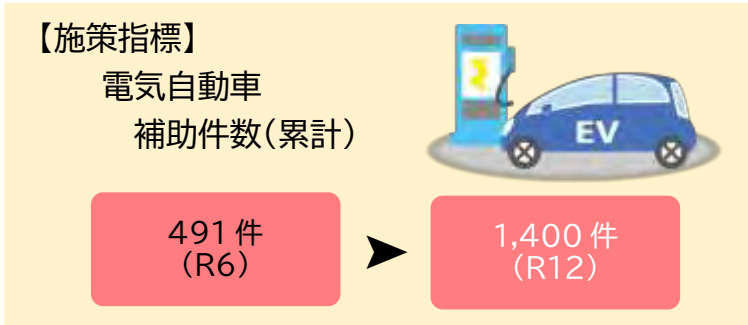 【施策指標】
電気自動車
補助件数(累計)
EV
491件
(R6)
1,400件
(R12)